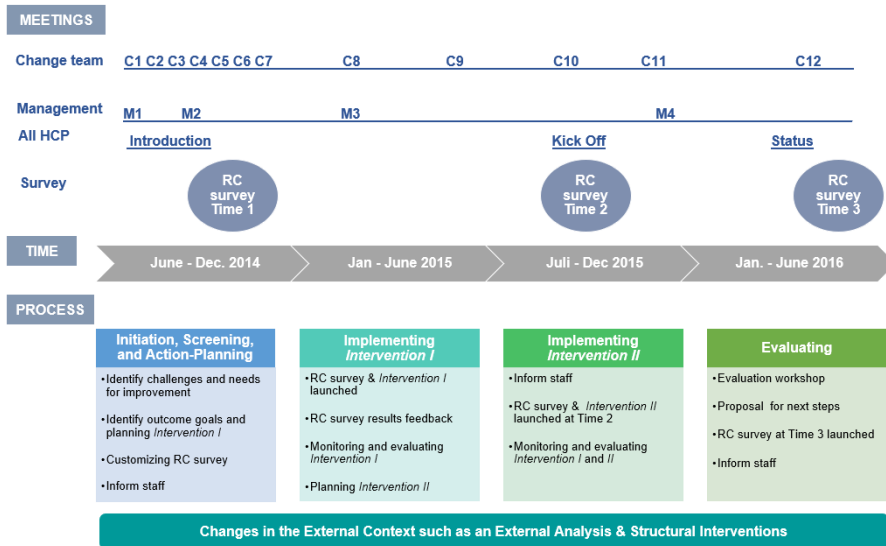 MEETINGS
Change team C1 C2 C3 C4 C5 C6 C7 C8 C9 C10 C11 C12
Management M1 M2 M3 M4
All HCP Introduction Kick Off Status
Survey
RC
survey
Time 1
RC
survey
Time 2
RC
survey
Time 3
TIME
June - Dec. 2014
Jan - June 2015
Juli - Dec 2015
Jan. - June 2016
PROCESS
Initiation, Screening,
and Action-Planning
•Identify challenges and needs
for improvement
•Identify outcome goals and
planning Intervention I
•Customizing RC survey
•Inform staff
Implementing
Intervention I
•RC survey & Intervention I
launched
•RC survey results feedback
•Monitoring and evaluating
Intervention I
•Planning Intervention II
Implementing
Intervention II
•Inform staff
•RC survey & Intervention II
launched at Time 2
•Monitoring and evaluating
Intervention I and II
Evaluating
•Evaluation workshop
•Proposal for next steps
•RC survey at Time 3 launched
•Inform staff
Changes in the External Context such as an External Analysis & Structural Interventions